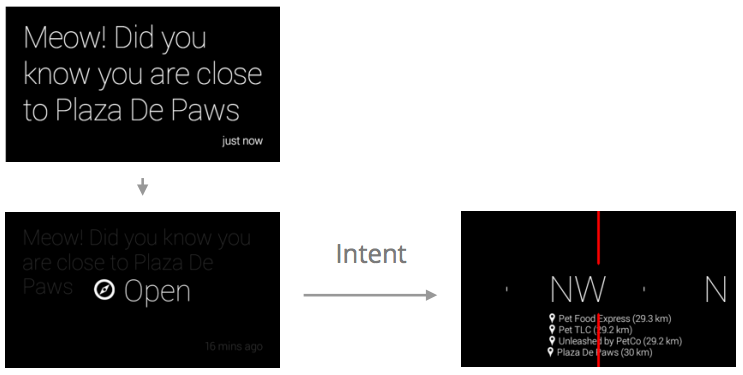 Meow! Did you
know you are close
to Plaza De Paws
just now
Meow! Did you know you
are close to Plaza De
Paws
Open
16 mins ago
Intent
NW
N
Pet Food Express (29.3 km)
Pet TLC (29.2 km)
Unleashed by PetCo (29.2 km)
Plaza De Paws (30 km)